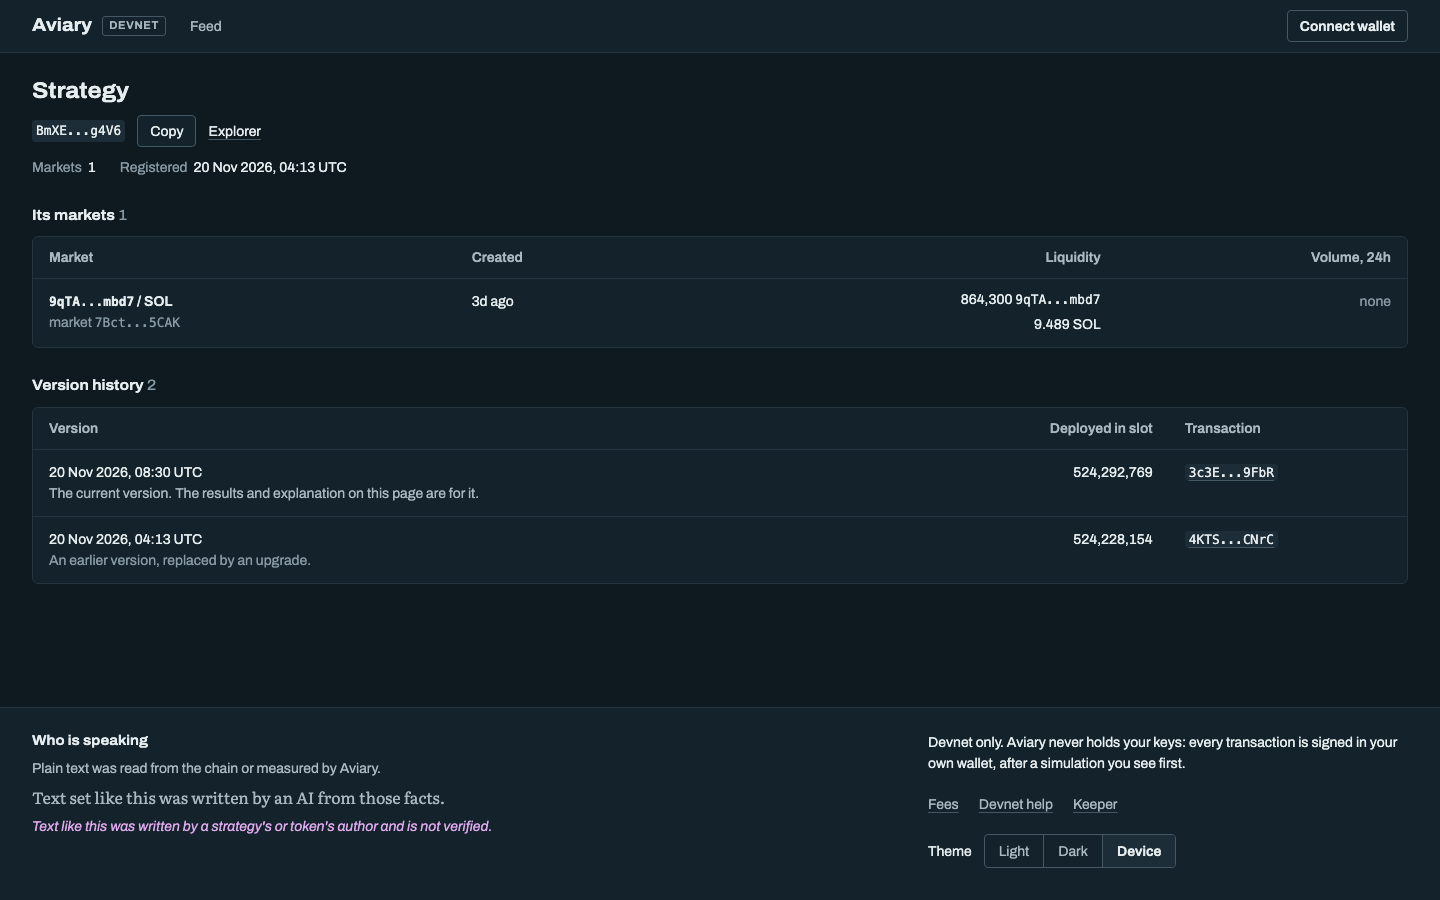 Aviary DEVNET Feed Connect wallet
Strategy
BmXE...g4V6 Copy Explorer
Markets 1 Registered 20 Nov 2026, 04:13 UTC
Its markets 1
Market Created Liquidity Volume, 24h
9qTA...mbd7 / SOL 3d ago 864,300 9qTA...mbd7 none
market 7Bct...5CAK 9.489 SOL
Version history 2
Version Deployed in slot Transaction
20 Nov 2026, 08:30 UTC 524,292,769 3c3E...9FbR
The current version. The results and explanation on this page are for it.
20 Nov 2026, 04:13 UTC 524,228,154 4KTS...CNrC
An earlier version, replaced by an upgrade.
Who is speaking
Plain text was read from the chain or measured by Aviary.
Text set like this was written by an AI from those facts.
Text like this was written by a strategy's or token's author and is not verified.
Devnet only. Aviary never holds your keys: every transaction is signed in your
own wallet, after a simulation you see first.
Fees Devnet help Keeper
Theme Light Dark Device